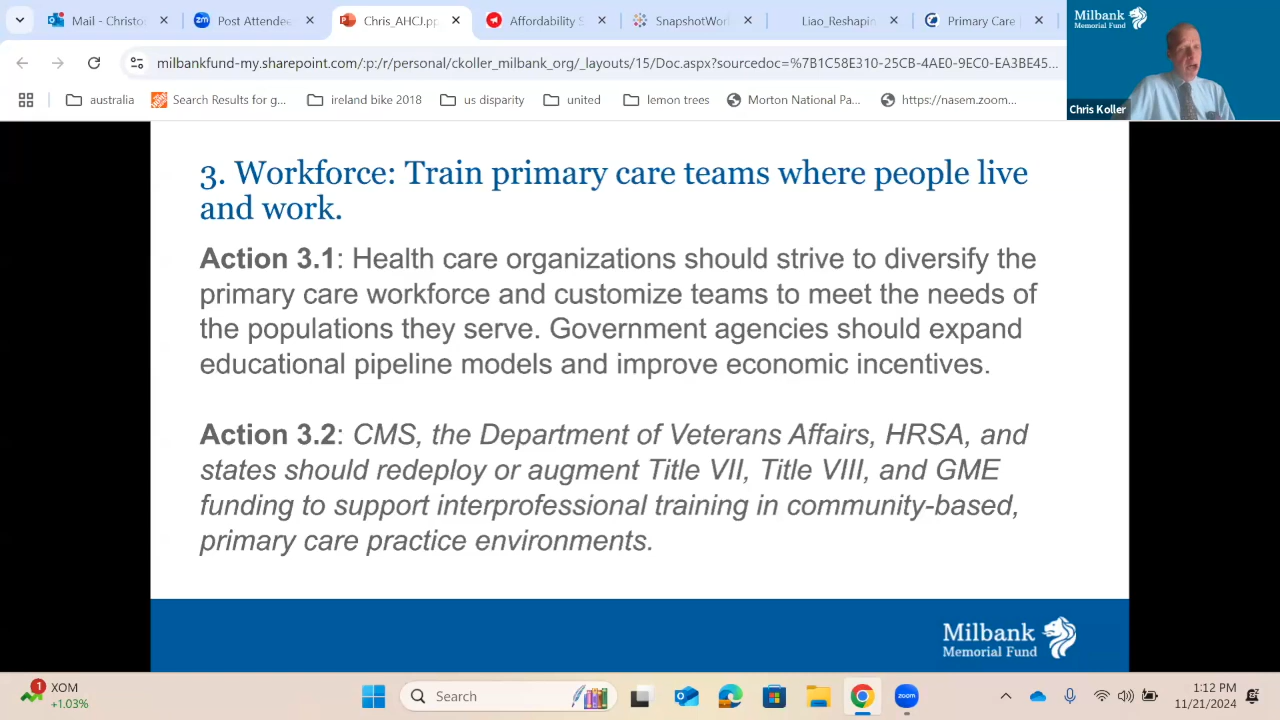 Mail - Christo
Post Attendee
Chris_AHCJ.pp
Affordability S
SnapshotWor
Liao_Reshapin
Primary Care
milbankfund-my.sharepoint.com/:p:/r/personal/ckoller_milbank_org/_layouts/15/Doc.aspx?sourcedoc=%7B1C58E310-25CB-4AE0-9EC0-EA3BE45...
australia
Search Results for g...
ireland bike 2018
us disparity
united
lemon trees
Morton National Pa...
https://nasem.zoom...
Milbank
Memorial Fund
Chris Koller
3. Workforce: Train primary care teams where people live
and work.
Action 3.1: Health care organizations should strive to diversify the
primary care workforce and customize teams to meet the needs of
the populations they serve. Government agencies should expand
educational pipeline models and improve economic incentives.
Action 3.2: CMS, the Department of Veterans Affairs, HRSA, and
states should redeploy or augment Title VII, Title VIII, and GME
funding to support interprofessional training in community-based,
primary care practice environments.
Milbank
Memorial Fund
1
XOM
+1.03%
Search
zoom
1:12 PM
11/21/2024